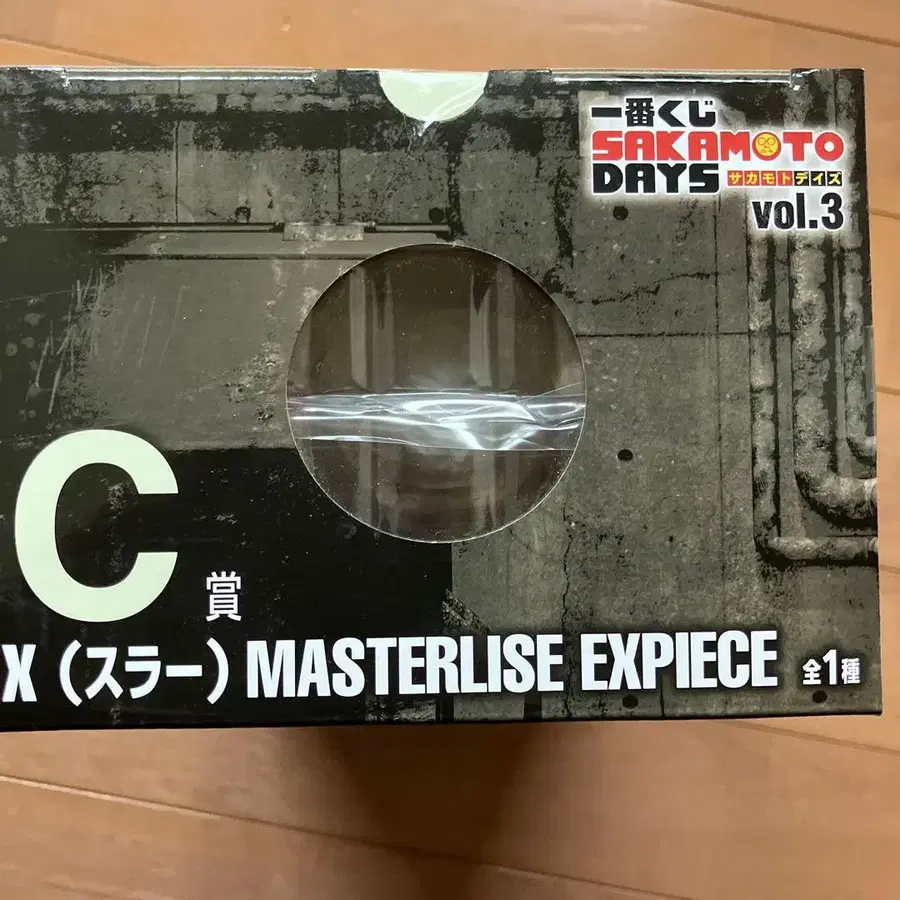 一番くじ
SAKAMOTO
DAYS サカモトデイズ
vol.3
C賞
X（スラー）MASTERLISE EXPIECE 全1種